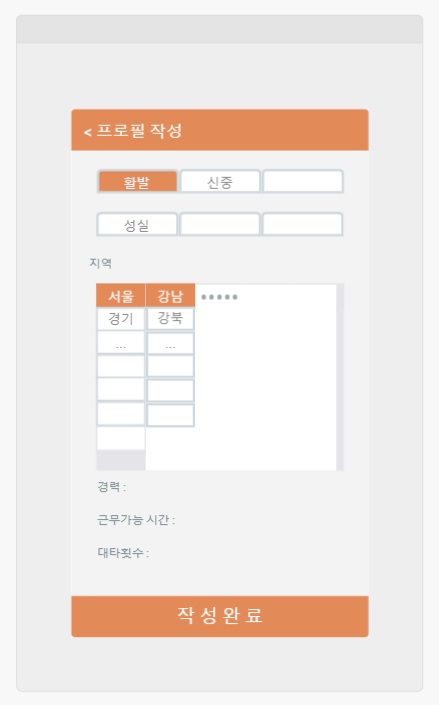 < 프로필 작성
활발 신중
성실
지역
서울 강남 •••••
경기 강북
... ...
경력 :
근무가능 시간 :
대타횟수 :
작 성 완 료